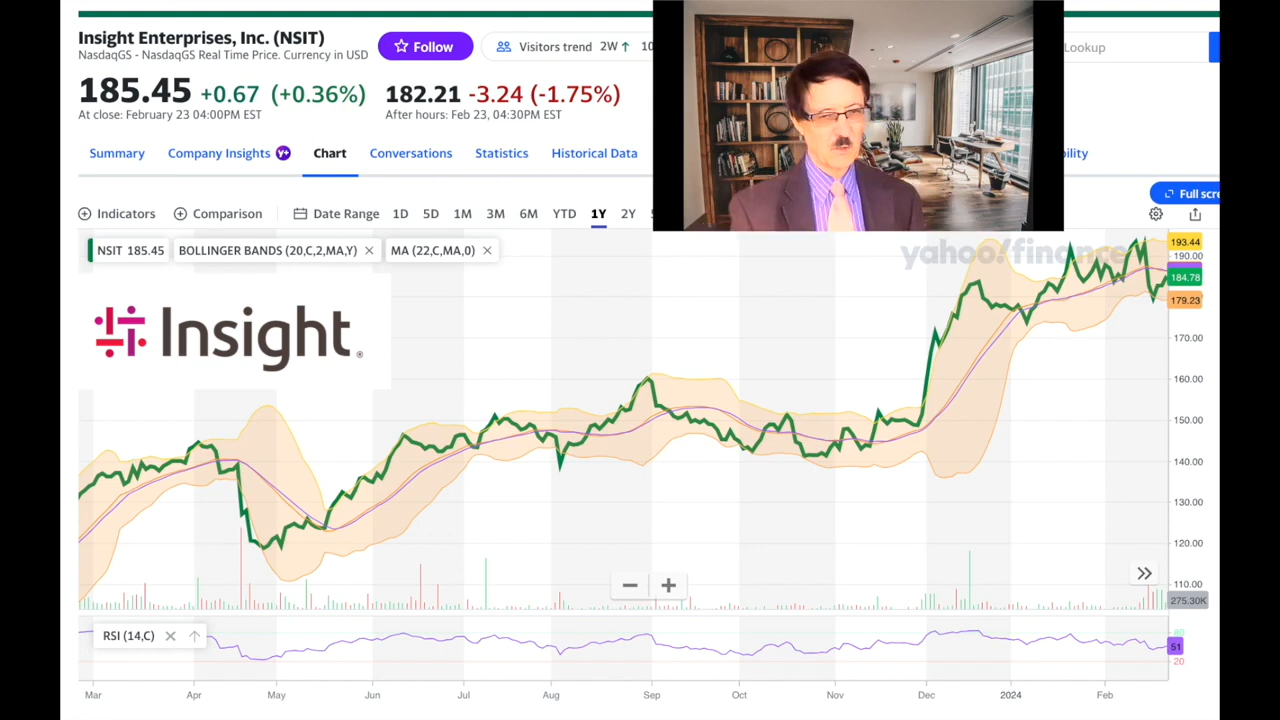 Insight Enterprises, Inc. (NSIT)
NasdaqGS - NasdaqGS Real Time Price. Currency in USD
Follow
Visitors trend 2W 10
Lookup
185.45 +0.67 (+0.36%) 182.21 -3.24 (-1.75%)
At close: February 23 04:00PM EST After hours: Feb 23, 04:30PM EST
Summary Company Insights y+ Chart Conversations Statistics Historical Data bility
Full scre
Indicators Comparison Date Range 1D 5D 1M 3M 6M YTD 1Y 2Y
NSIT 185.45 BOLLINGER BANDS (20,C,2,MA,Y) MA (22,C,MA,0)
yahoo!finance
193.44
190.00
184.78
179.23
Insight®
170.00
160.00
150.00
140.00
130.00
120.00
110.00
275.30K
RSI (14,C)
80
51
20
Mar Apr May Jun Jul Aug Sep Oct Nov Dec 2024 Feb